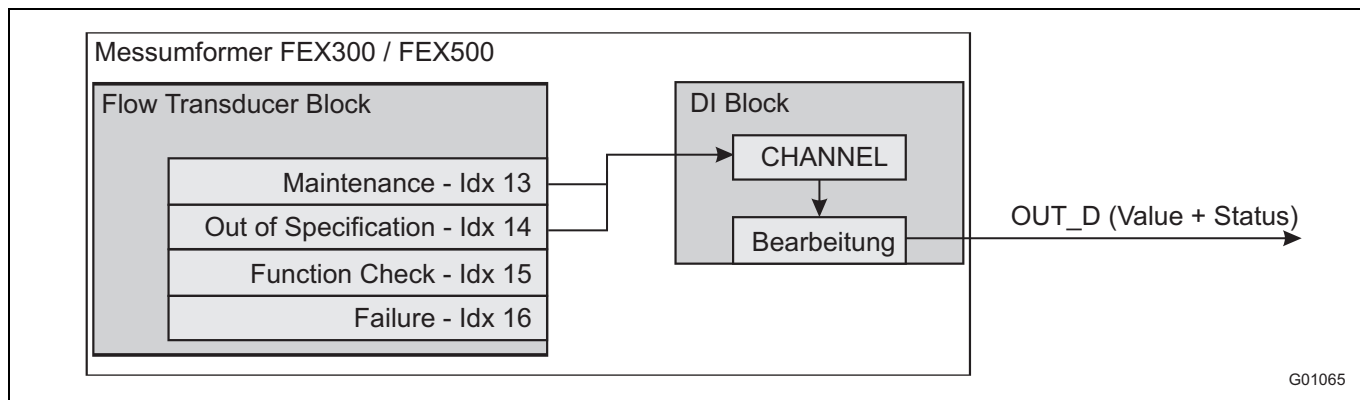 Messumformer FEX300 / FEX500
Flow Transducer Block
Maintenance - Idx 13
Out of Specification - Idx 14
Function Check - Idx 15
Failure - Idx 16
DI Block
CHANNEL
Bearbeitung
OUT_D (Value + Status)
G01065